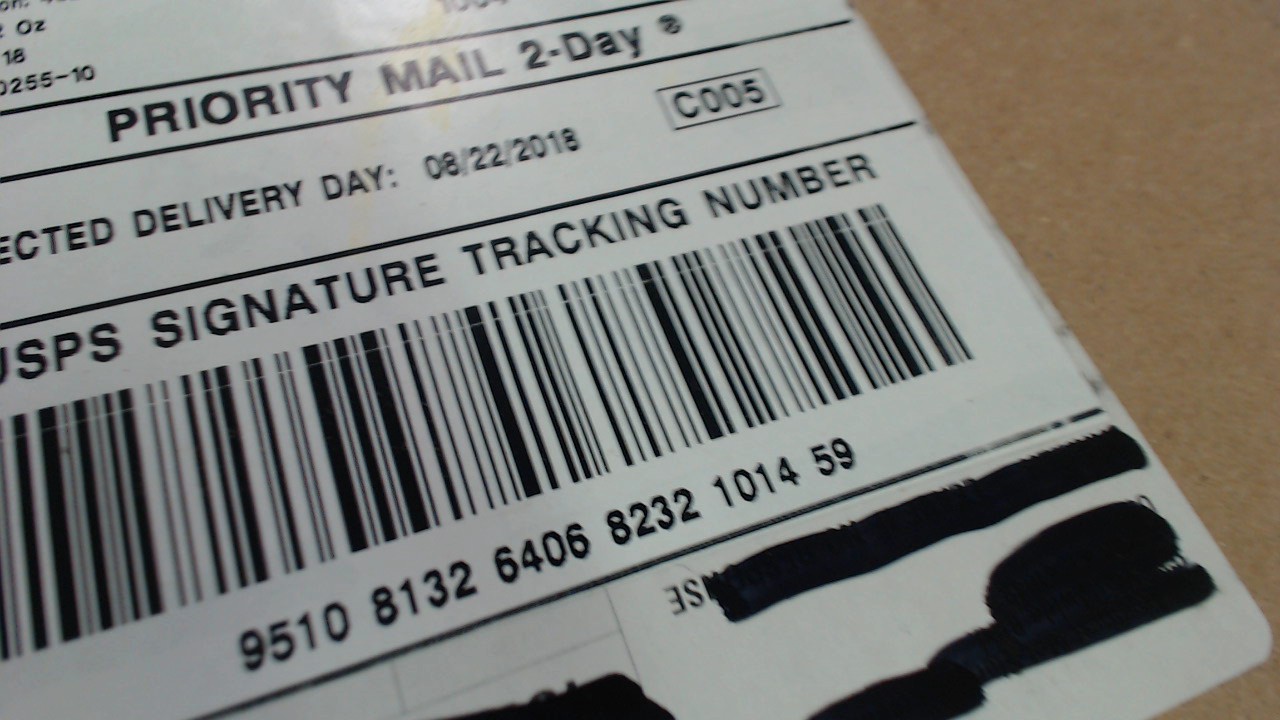 Oz
18
0255-10
PRIORITY MAIL 2-Day ®
C005
ECTED DELIVERY DAY: 08/22/2018
USPS SIGNATURE TRACKING NUMBER
9510 8132 6406 8232 1014 59